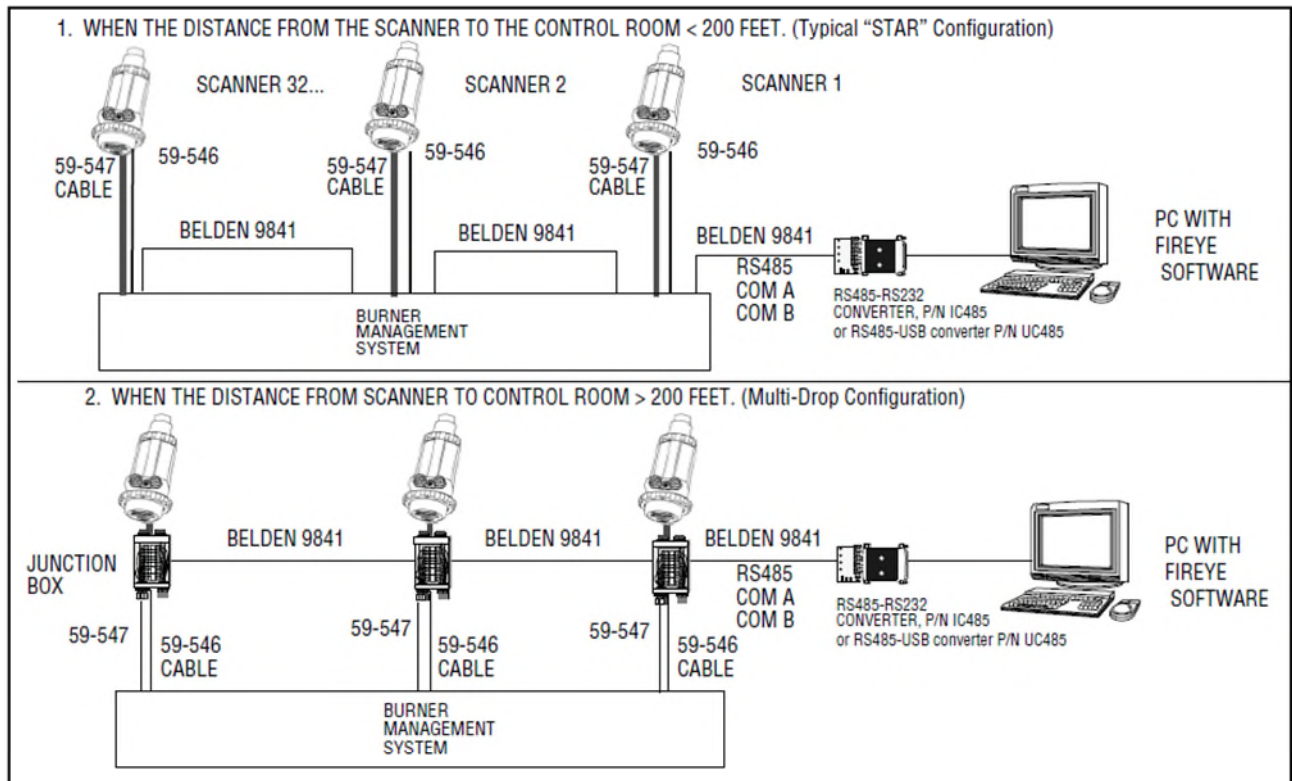 1. WHEN THE DISTANCE FROM THE SCANNER TO THE CONTROL ROOM < 200 FEET. (Typical “STAR” Configuration)
SCANNER 32...
SCANNER 2
SCANNER 1
59-547
CABLE
59-546
59-547
CABLE
59-546
59-547
CABLE
59-546
BELDEN 9841
BELDEN 9841
BELDEN 9841
RS485
COM A
COM B
RS485-RS232
CONVERTER, P/N IC485
or RS485-USB converter P/N UC485
PC WITH
FIREYE
SOFTWARE
BURNER
MANAGEMENT
SYSTEM
2. WHEN THE DISTANCE FROM SCANNER TO CONTROL ROOM > 200 FEET. (Multi-Drop Configuration)
JUNCTION
BOX
BELDEN 9841
BELDEN 9841
BELDEN 9841
RS485
COM A
COM B
RS485-RS232
CONVERTER, P/N IC485
or RS485-USB converter P/N UC485
PC WITH
FIREYE
SOFTWARE
59-547
59-546
CABLE
59-547
59-546
CABLE
59-547
59-546
CABLE
BURNER
MANAGEMENT
SYSTEM